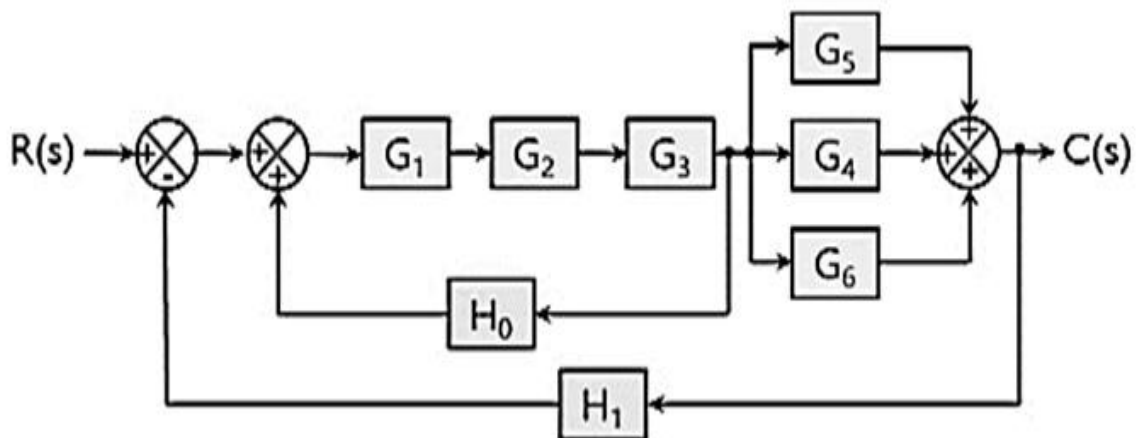 G₅
R(s) + - + + G₁ G₂ G₃ G₄ + + + C(s)
G₆
H₀
H₁